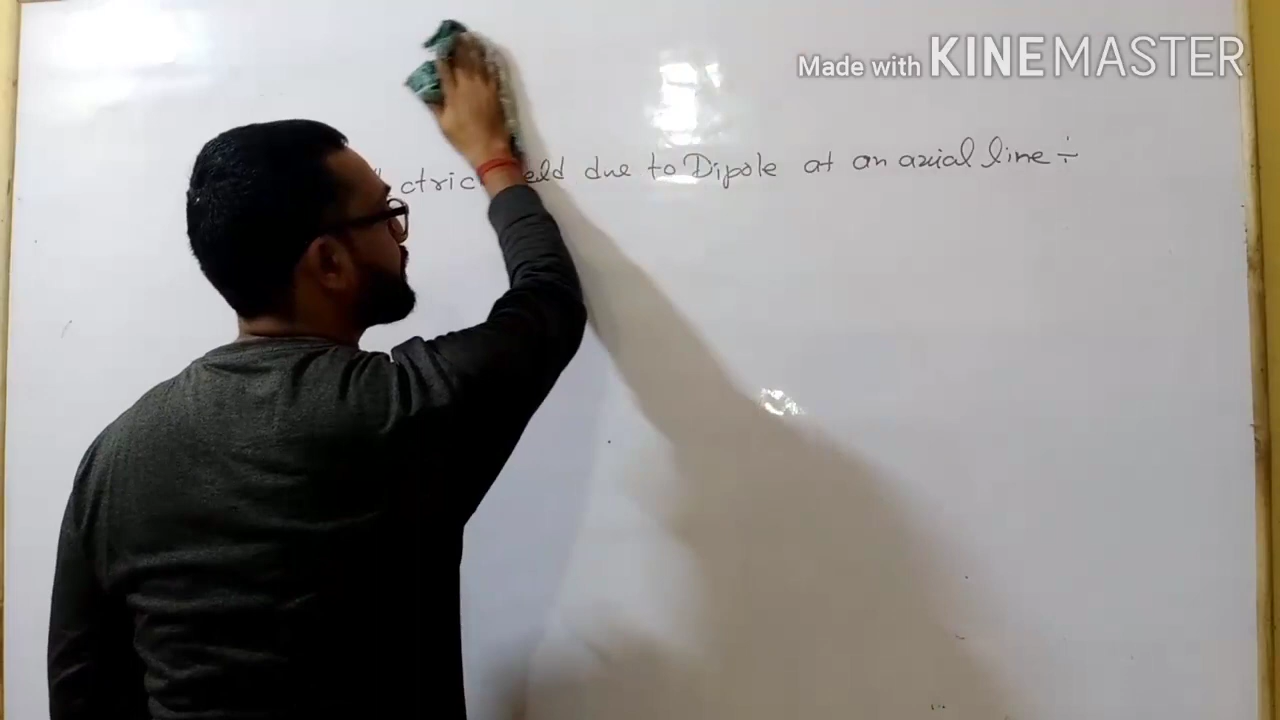 Made with KINEMASTER
ctric eld due to Dipole at an axial line ÷